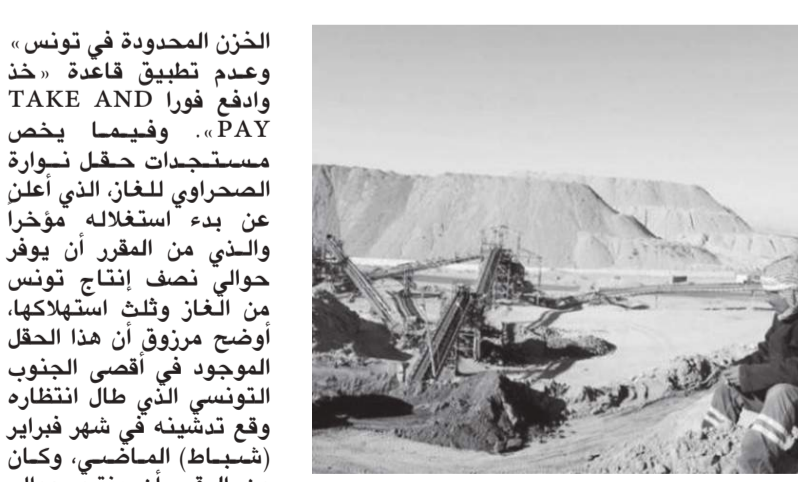 الخزن المحدودة في تونس»
وعدم تطبيق قاعدة «خذ
وادفع فورا TAKE AND
PAY». وفيما يخص
مستجدات حقل نوارة
الصحراوي للغاز، الذي أعلن
عن بدء استغلاله مؤخراً
والذي من المقرر أن يوفر
حوالي نصف إنتاج تونس
من الغاز وثلث استهلاكها،
أوضح مرزوق أن هذا الحقل
الموجود في أقصى الجنوب
التونسي الذي طال انتظاره
وقع تدشينه في شهر فبراير
(شباط) الماضي، وكان